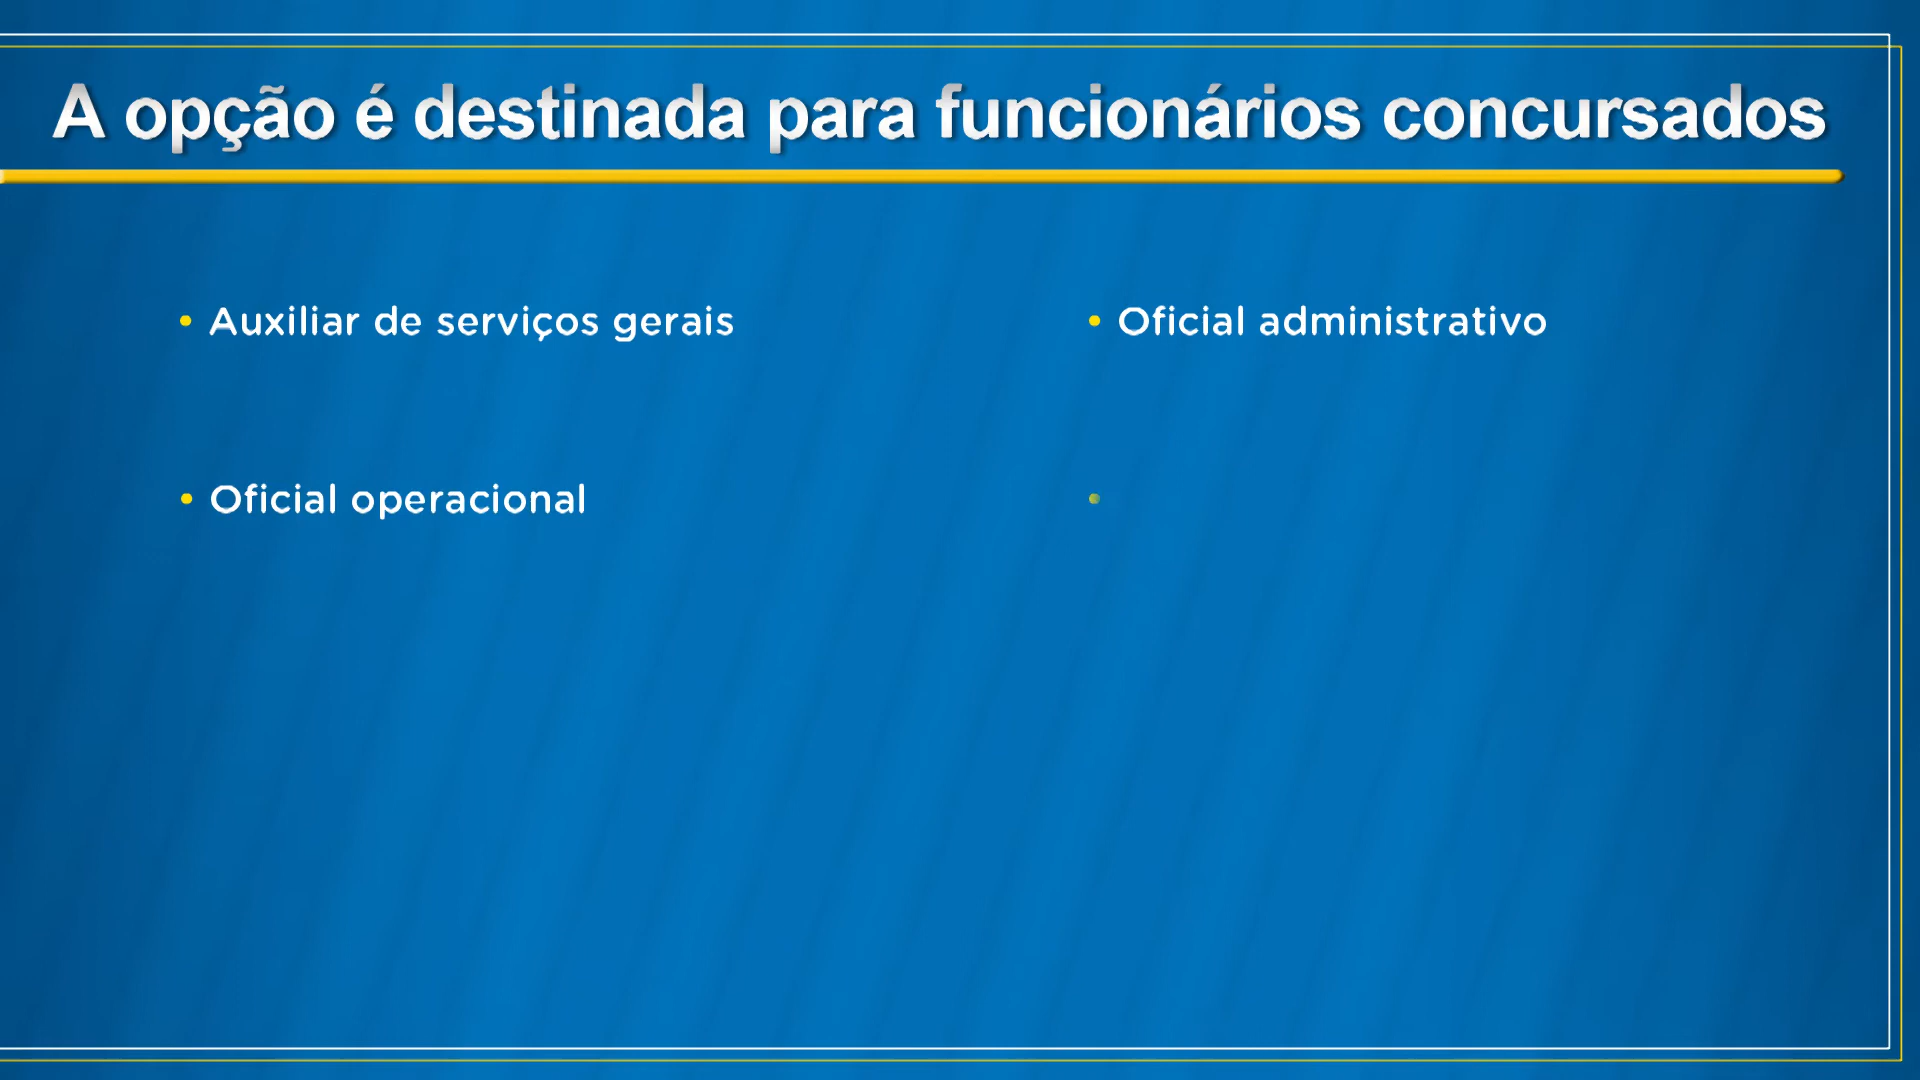 A opção é destinada para funcionários concursados
• Auxiliar de serviços gerais
• Oficial administrativo
• Oficial operacional
•